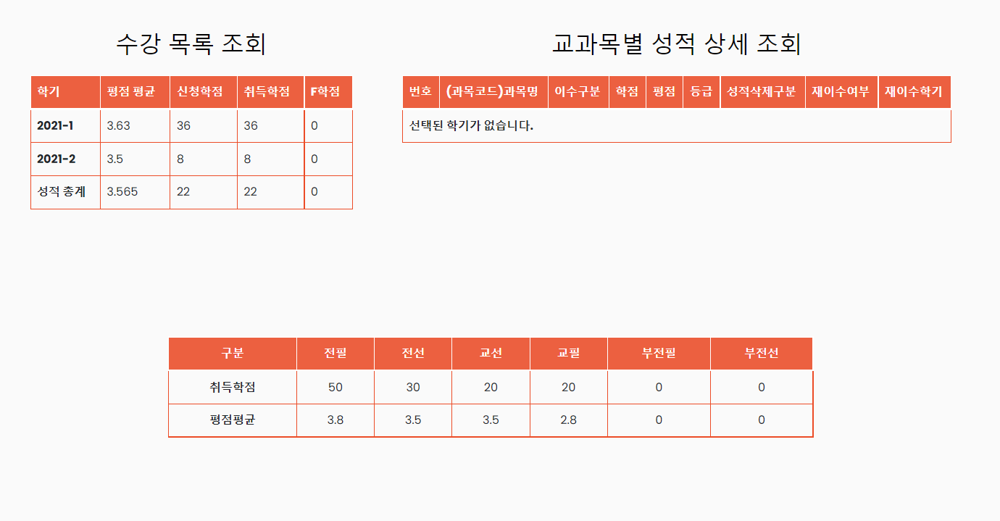 수강 목록 조회
학기 평점 평균 신청학점 취득학점 F학점
2021-1 3.63 36 36 0
2021-2 3.5 8 8 0
성적 총계 3.565 22 22 0
교과목별 성적 상세 조회
번호 (과목코드)과목명 이수구분 학점 평점 등급 성적삭제구분 재이수여부 재이수학기
선택된 학기가 없습니다.
구분 전필 전선 교선 교필 부전필 부전선
취득학점 50 30 20 20 0 0
평점평균 3.8 3.5 3.5 2.8 0 0